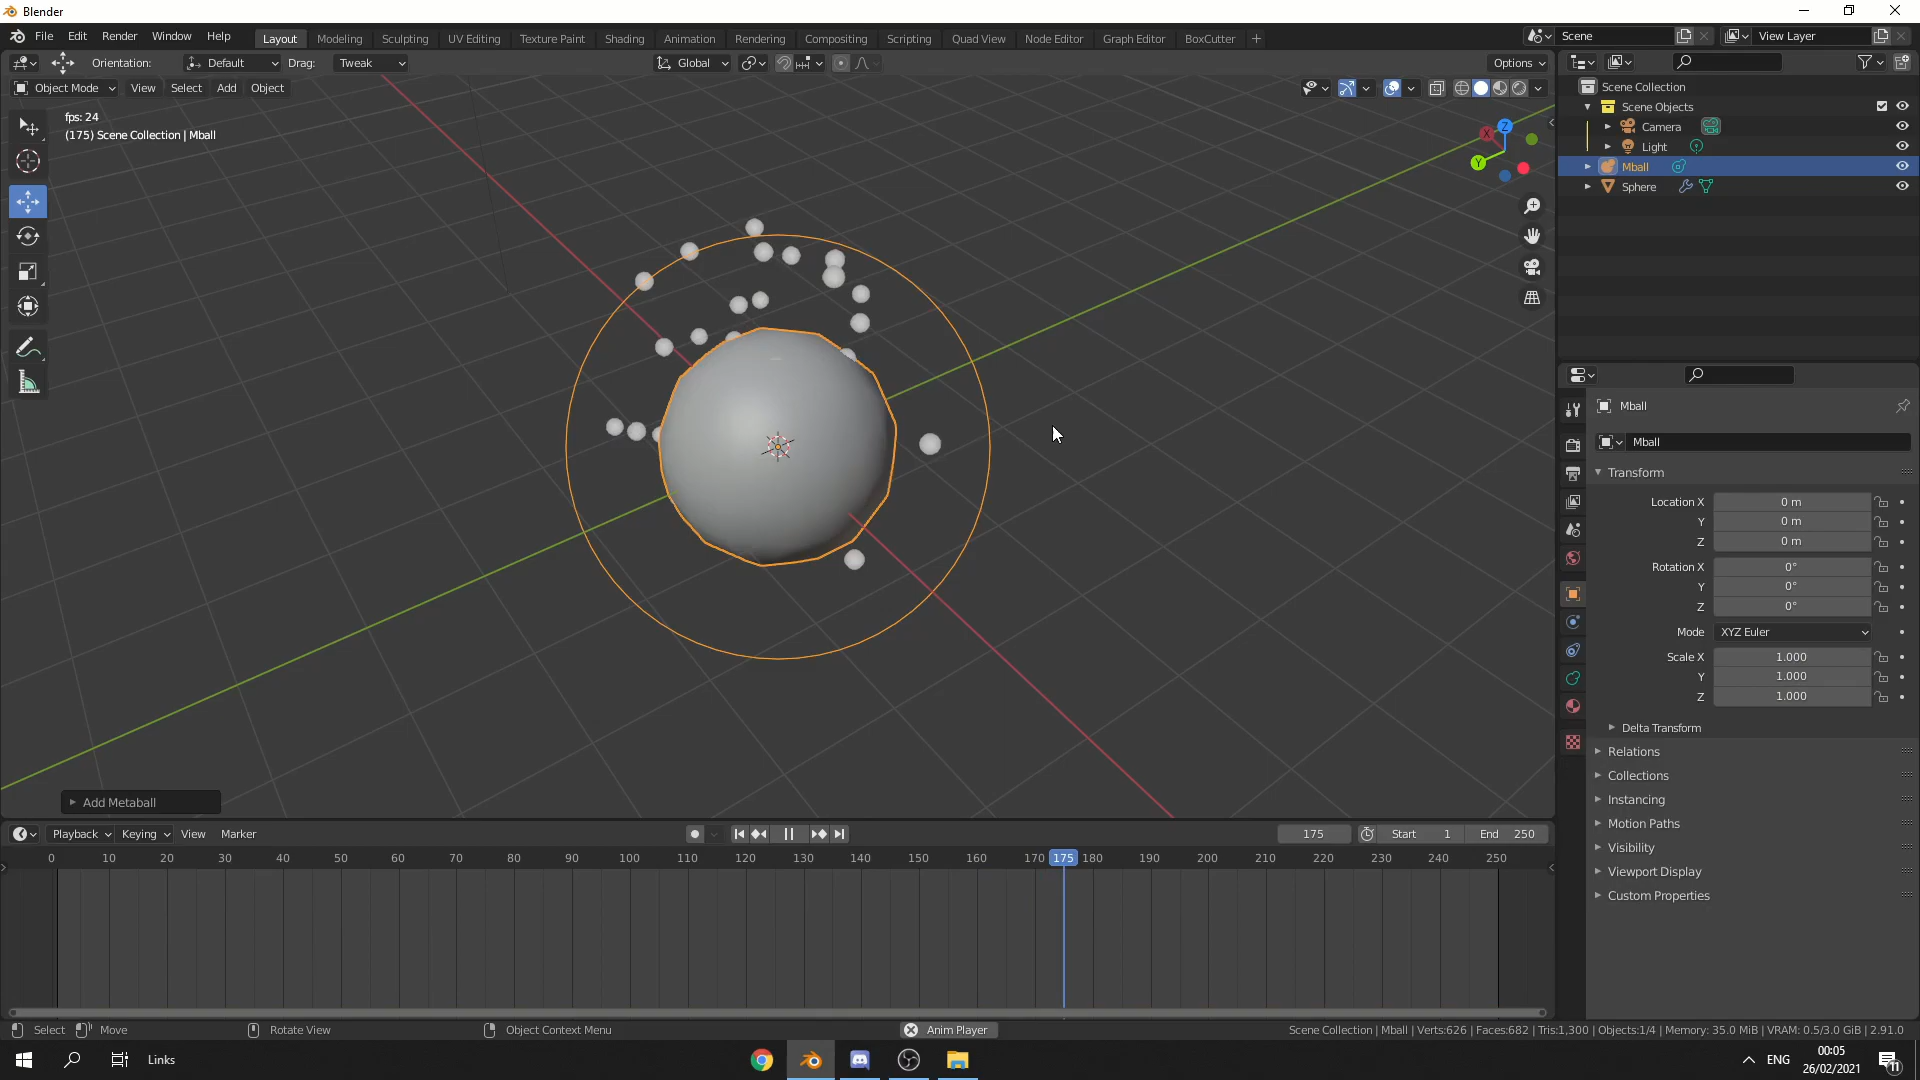 Blender
File Edit Render Window Help
Layout Modeling Sculpting UV Editing Texture Paint Shading Animation Rendering Compositing Scripting Quad View Node Editor Graph Editor BoxCutter +
Scene
View Layer
Orientation: Default Drag: Tweak
Global
Options
Object Mode View Select Add Object
fps: 24
(175) Scene Collection | Mball
X
Y
Z
Scene Collection
Scene Objects
Camera
Light
Mball
Sphere
Mball
Mball
Transform
Location X 0 m
Y 0 m
Z 0 m
Rotation X 0°
Y 0°
Z 0°
Mode XYZ Euler
Scale X 1.000
Y 1.000
Z 1.000
Delta Transform
Relations
Collections
Instancing
Motion Paths
Visibility
Viewport Display
Custom Properties
Add Metaball
Playback Keying View Marker
175 Start 1 End 250
0 10 20 30 40 50 60 70 80 90 100 110 120 130 140 150 160 170 175 180 190 200 210 220 230 240 250
Select Move Rotate View Object Context Menu Anim Player
Scene Collection | Mball | Verts:626 | Faces:682 | Tris:1,300 | Objects:1/4 | Memory: 35.0 MiB | VRAM: 0.5/3.0 GiB | 2.91.0
Links
ENG
00:05
26/02/2021
11